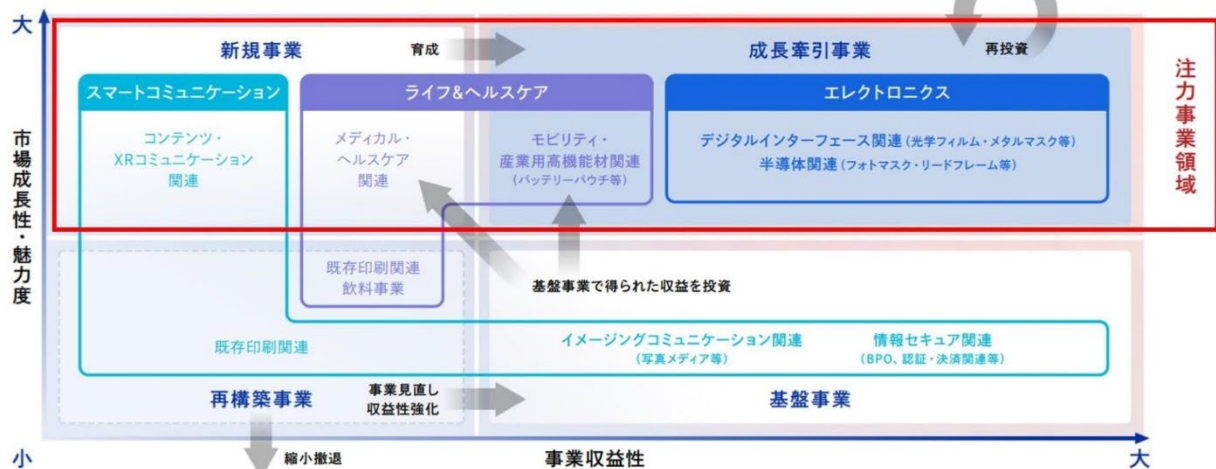 大
新規事業
育成
成長牽引事業
再投資
スマートコミュニケーション
ライフ&ヘルスケア
エレクトロニクス
注力事業領域
コンテンツ・
XRコミュニケーション
関連
メディカル・
ヘルスケア
関連
モビリティ・
産業用高機能材関連
(バッテリーパウチ等)
デジタルインターフェース関連(光学フィルム・メタルマスク等)
半導体関連(フォトマスク・リードフレーム等)
市場成長性・魅力度
既存印刷関連
飲料事業
基盤事業で得られた収益を投資
既存印刷関連
イメージングコミュニケーション関連
(写真メディア等)
情報セキュア関連
(BPO、認証・決済関連等)
再構築事業
事業見直し
収益性強化
基盤事業
小
縮小撤退
事業収益性
大